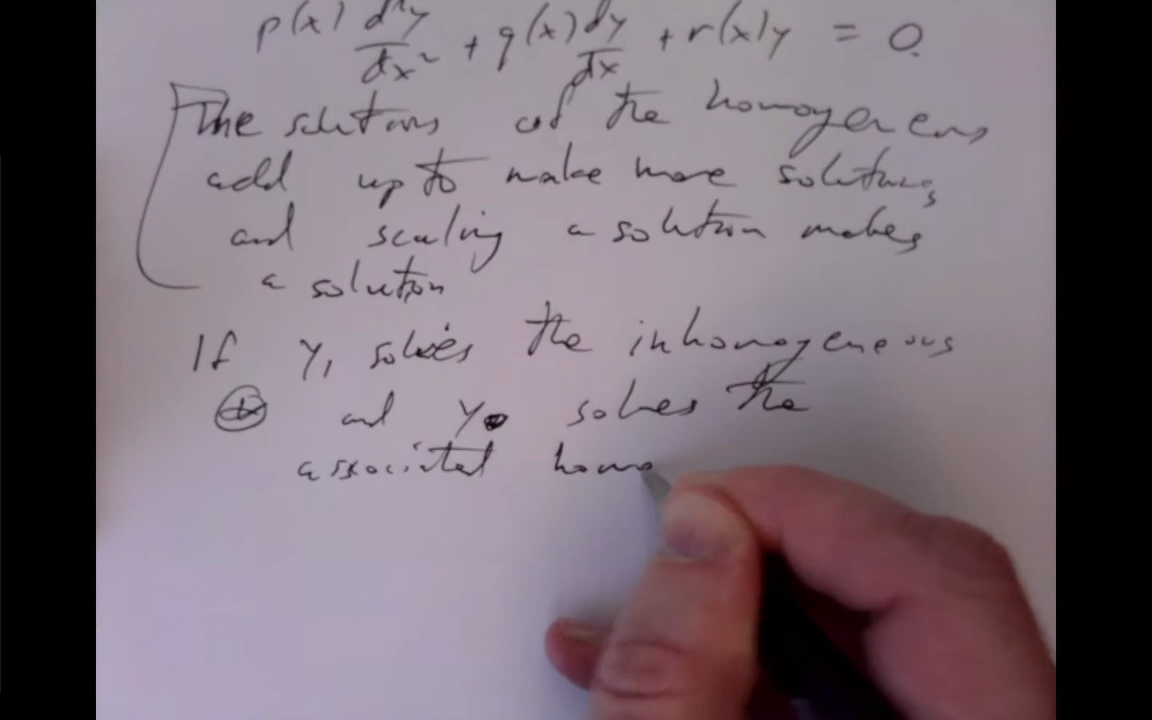 p(x) d²y/dx² + q(x) dy/dx + r(x)y = 0.
The solutions of the homogeneous
add up to make more solutions,
and scaling a solution makes
a solution
If y₁ solves the inhomogeneous
and y solves the
associated homo